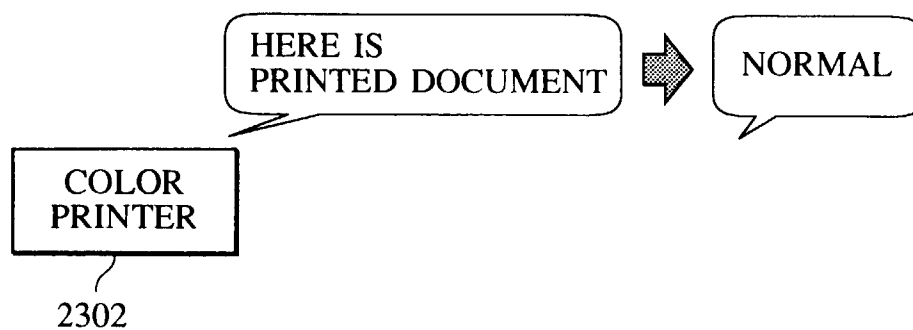 HERE IS
PRINTED DOCUMENT
NORMAL
COLOR
PRINTER
2302